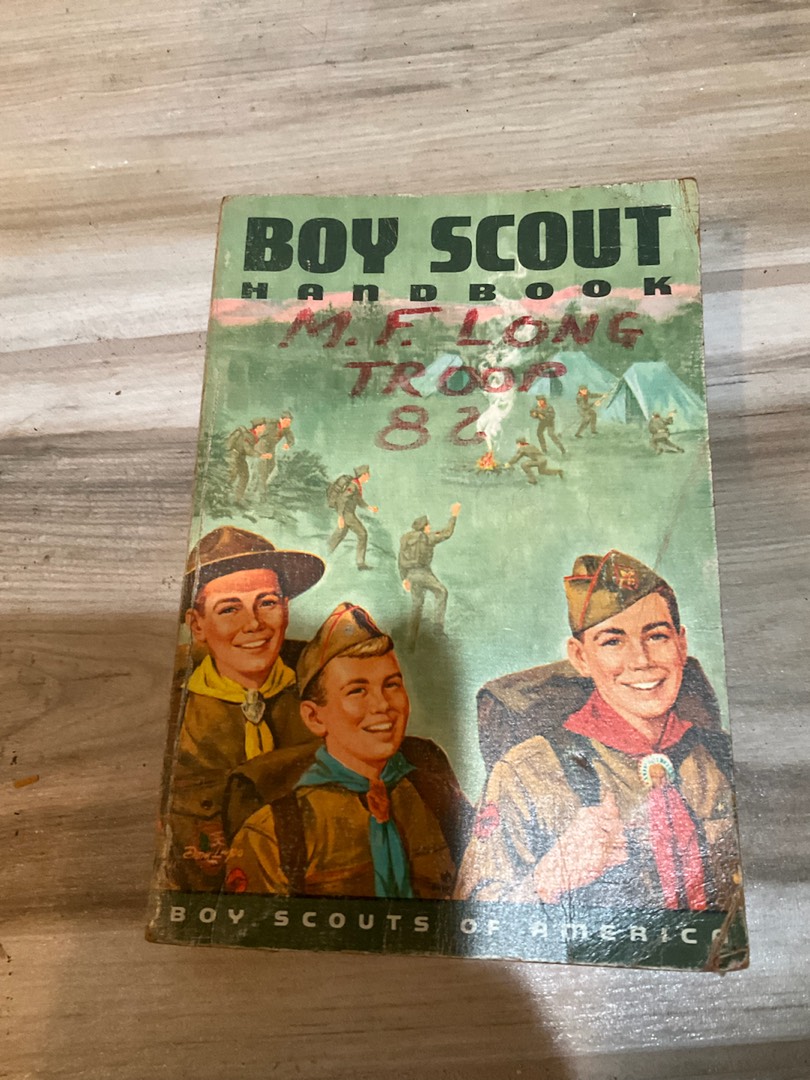 BOY SCOUT
HANDBOOK
M.F. LONG
TROOP
82
BOY SCOUTS OF AMERICA